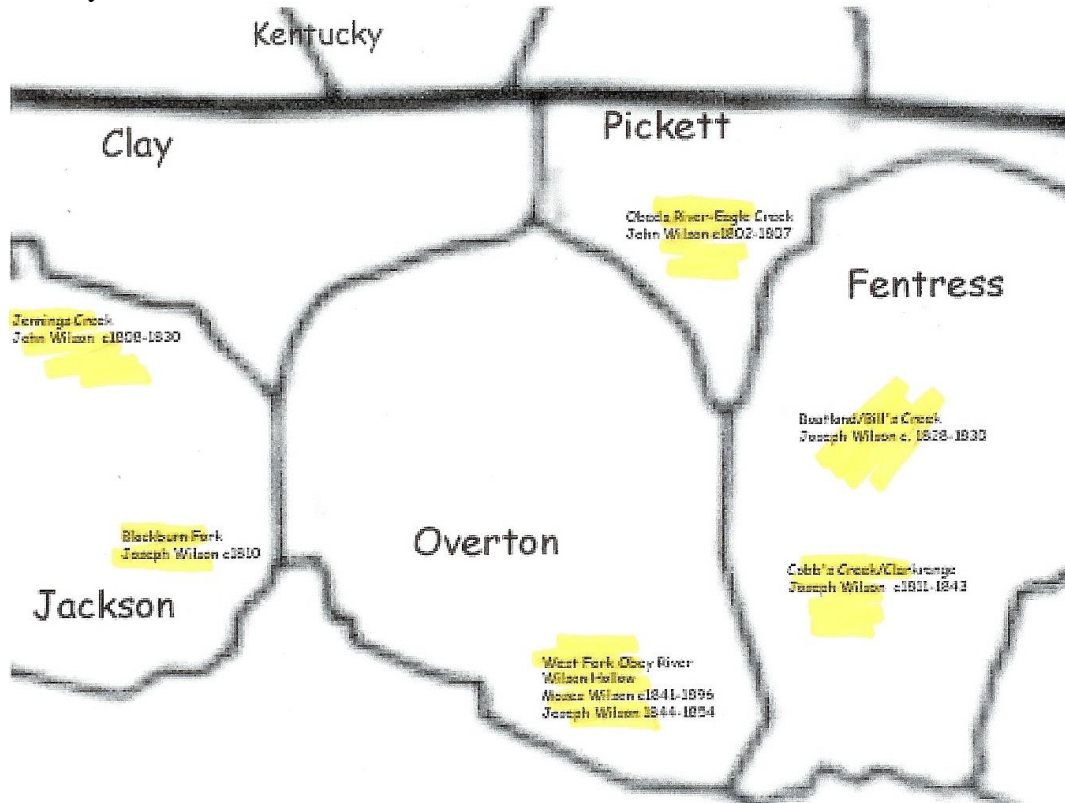 Kentucky
Clay
Pickett
Obeds River-Eagle Creek
John Wilson c1802-1807
Fentress
Jennings Creek
John Wilson c1808-1830
Boatland/Bill's Creek
Joseph Wilson c. 1828-1830
Blackburn Fork
Joseph Wilson c1810
Overton
Cobb's Creek/Clarkrange
Joseph Wilson c1811-1843
Jackson
West Fork Obey River
Wilson Hollow
Moses Wilson c1841-1896
Joseph Wilson 1844-1854